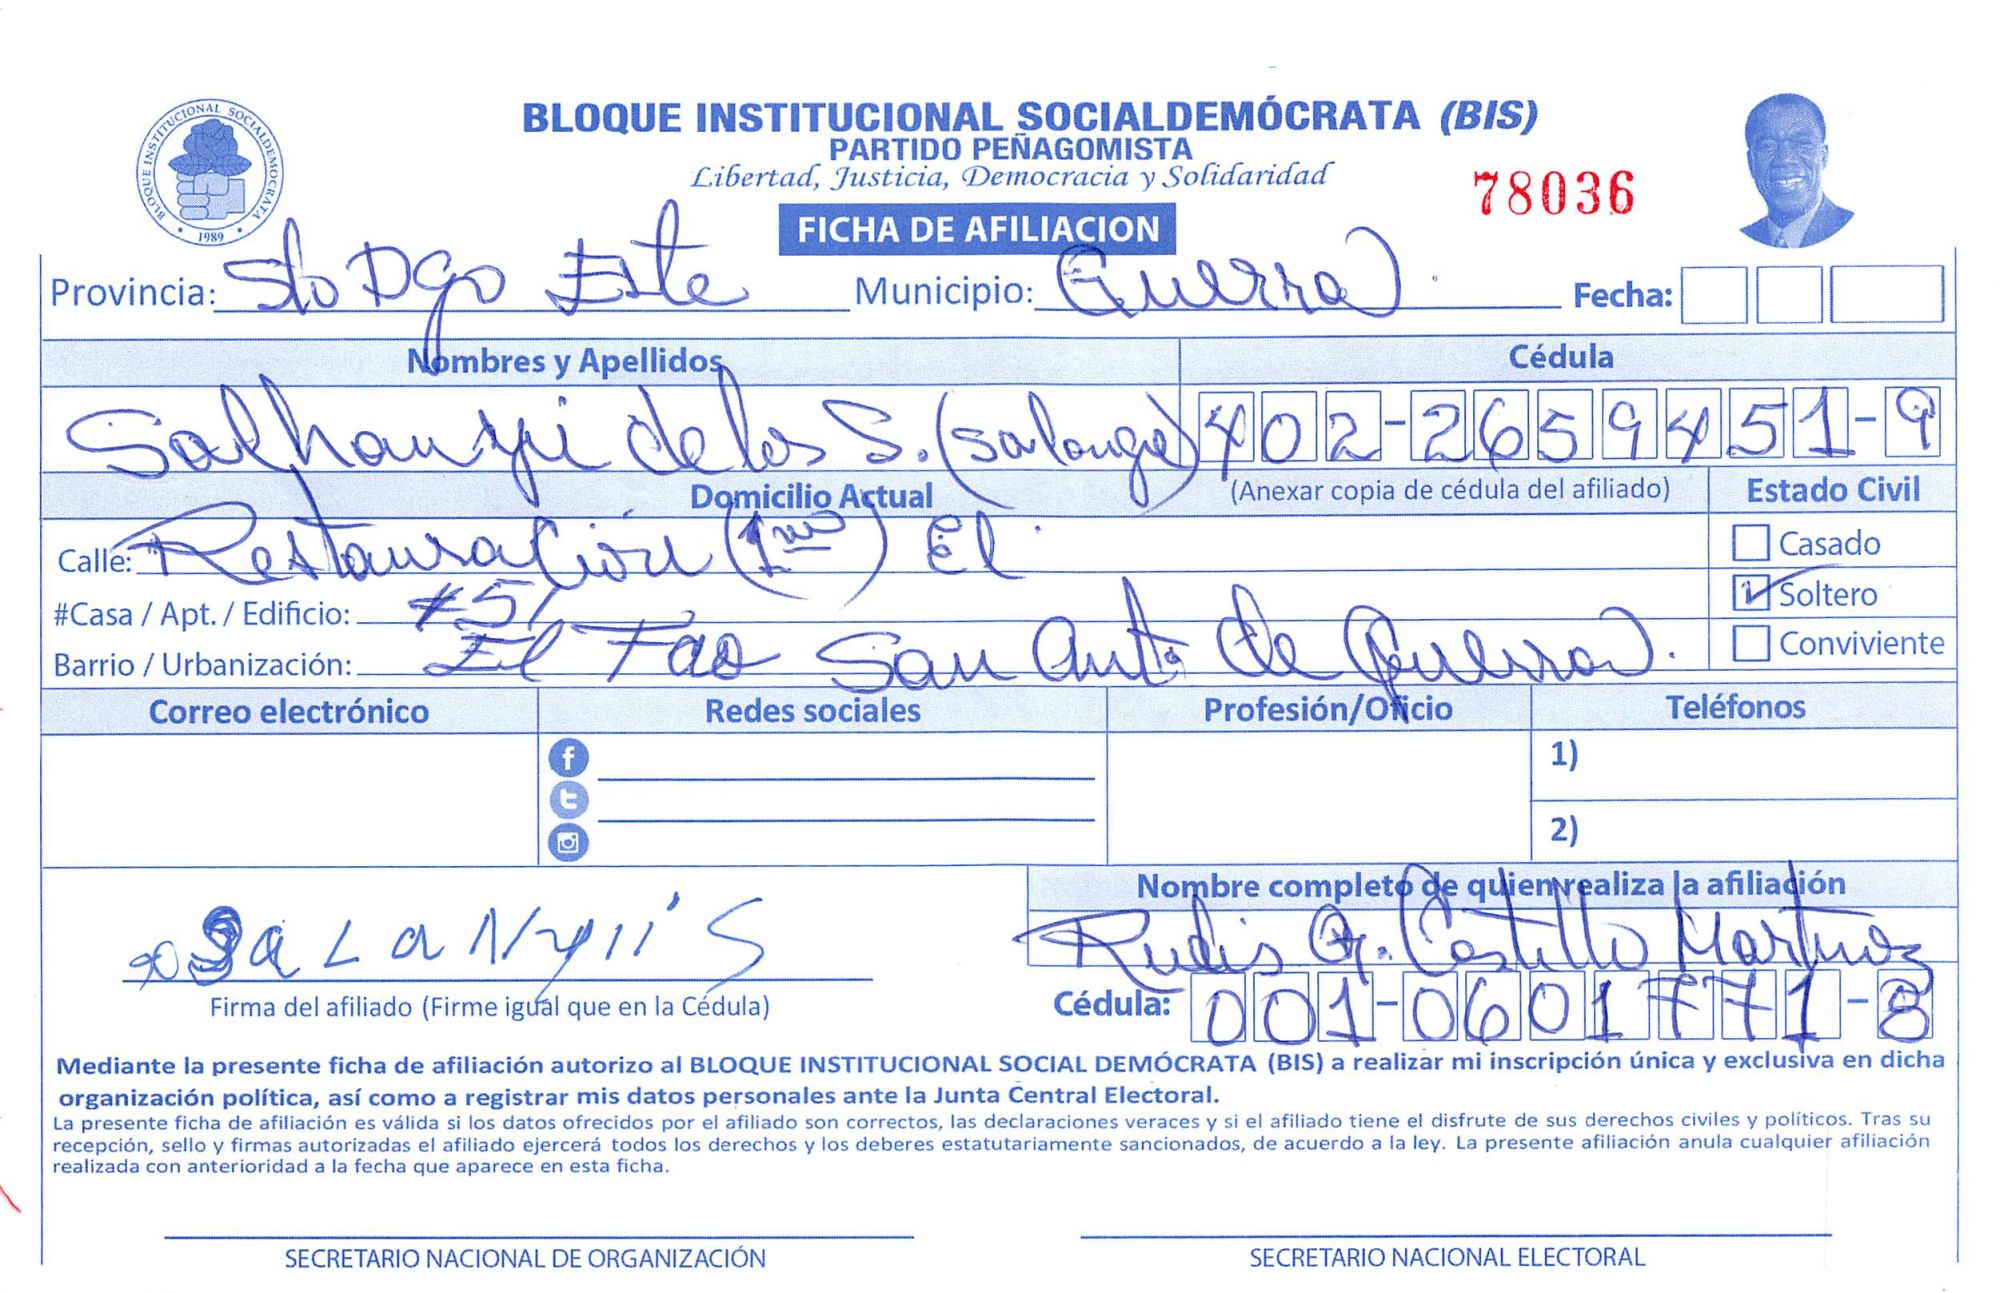 BLOQUE INSTITUCIONAL SOCIALDEMÓCRATA (BIS)
PARTIDO PEÑAGOMISTA
Libertad, Justicia, Democracia y Solidaridad
78036
BLOQUE INSTITUCIONAL SOCIALDEMOCRATA
1989
FICHA DE AFILIACION
Provincia: Sto Dgo Este Municipio: Guerra Fecha:
Nombres y Apellidos Cédula
Salhanyi de los S. 402-2659451-9
Domicilio Actual (Anexar copia de cédula del afiliado) Estado Civil
Calle: Restauración (1ra) El Casado
#Casa / Apt. / Edificio: #51 Soltero
Barrio / Urbanización: El Fao San Ant. de Guerra. Conviviente
Correo electrónico Redes sociales Profesión/Oficio Teléfonos
1)
2)
Nombre completo de quien realiza la afiliación
Rudis G. Castillo Martinez
Firma del afiliado (Firme igual que en la Cédula) Cédula: 001-0601771-8
Mediante la presente ficha de afiliación autorizo al BLOQUE INSTITUCIONAL SOCIAL DEMÓCRATA (BIS) a realizar mi inscripción única y exclusiva en dicha
organización política, así como a registrar mis datos personales ante la Junta Central Electoral.
La presente ficha de afiliación es válida si los datos ofrecidos por el afiliado son correctos, las declaraciones veraces y si el afiliado tiene el disfrute de sus derechos civiles y políticos. Tras su
recepción, sello y firmas autorizadas el afiliado ejercerá todos los derechos y los deberes estatutariamente sancionados, de acuerdo a la ley. La presente afiliación anula cualquier afiliación
realizada con anterioridad a la fecha que aparece en esta ficha.
SECRETARIO NACIONAL DE ORGANIZACIÓN SECRETARIO NACIONAL ELECTORAL